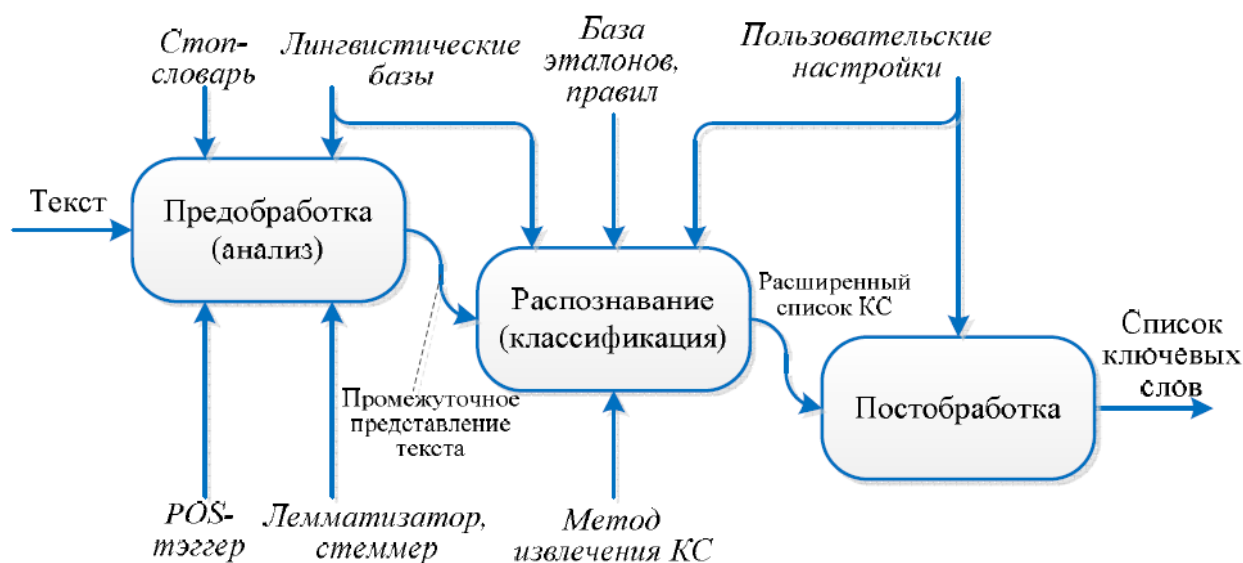 Стоп-
словарь
Лингвистические
базы
База
эталонов,
правил
Пользовательские
настройки
Текст
Предобработка
(анализ)
Распознавание
(классификация)
Расширенный
список КС
Список
ключевых
слов
Постобработка
Промежуточное
представление
текста
POS-
тэггер
Лемматизатор,
стеммер
Метод
извлечения КС